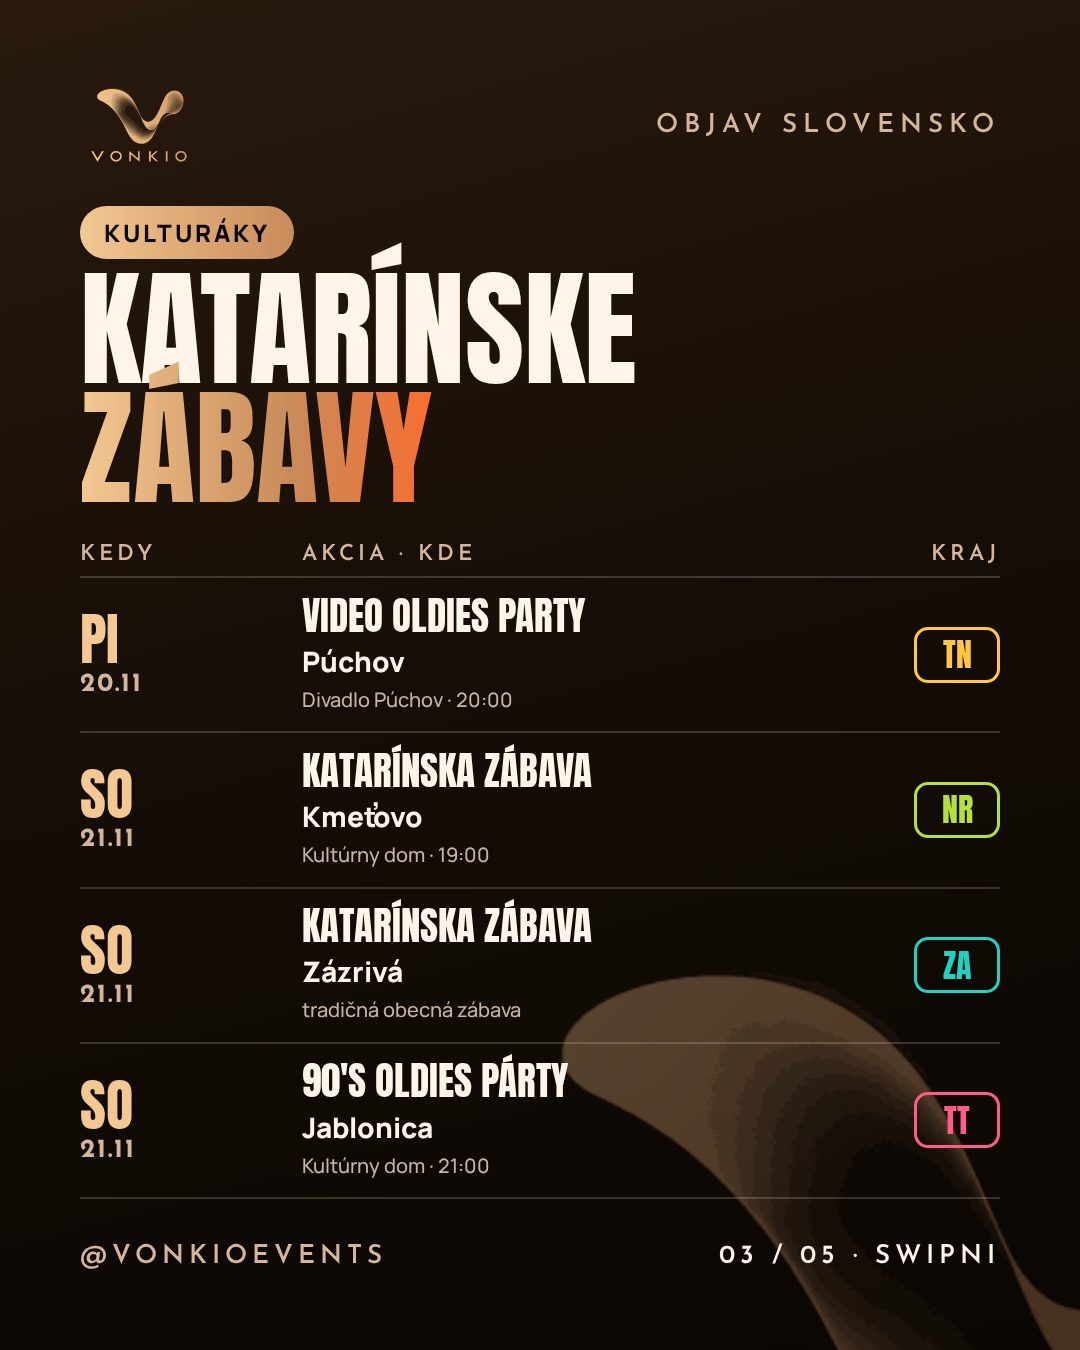 VONKIO
OBJAV SLOVENSKO
KULTURÁKY
KATARÍNSKE
ZÁBAVY
KEDY AKCIA · KDE KRAJ
PI
20.11
VIDEO OLDIES PARTY
Púchov
Divadlo Púchov · 20:00
TN
SO
21.11
KATARÍNSKA ZÁBAVA
Kmeťovo
Kultúrny dom · 19:00
NR
SO
21.11
KATARÍNSKA ZÁBAVA
Zázrivá
tradičná obecná zábava
ZA
SO
21.11
90'S OLDIES PÁRTY
Jablonica
Kultúrny dom · 21:00
TT
@VONKIOEVENTS
03 / 05 · SWIPNI